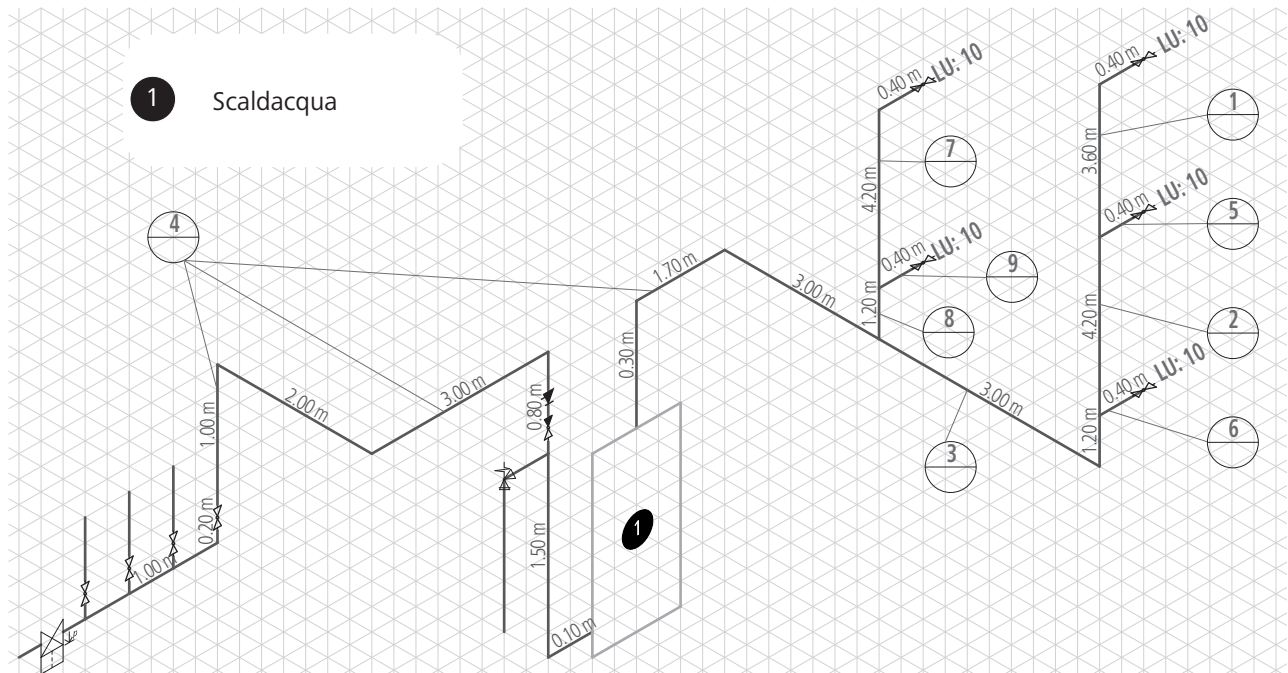 1 Scaldacqua
0.40 m LU: 10
0.40 m LU: 10
1
7
3.60 m
4.20 m
0.40 m LU: 10
5
4
0.40 m LU: 10
1.70 m
9
3.00 m
1.20 m
8
4.20 m
2
0.30 m
0.40 m LU: 10
2.00 m
3.00 m
0.80 m
3.00 m
1.00 m
6
1.20 m
3
0.20 m
1
1.50 m
1.00 m
0.10 m